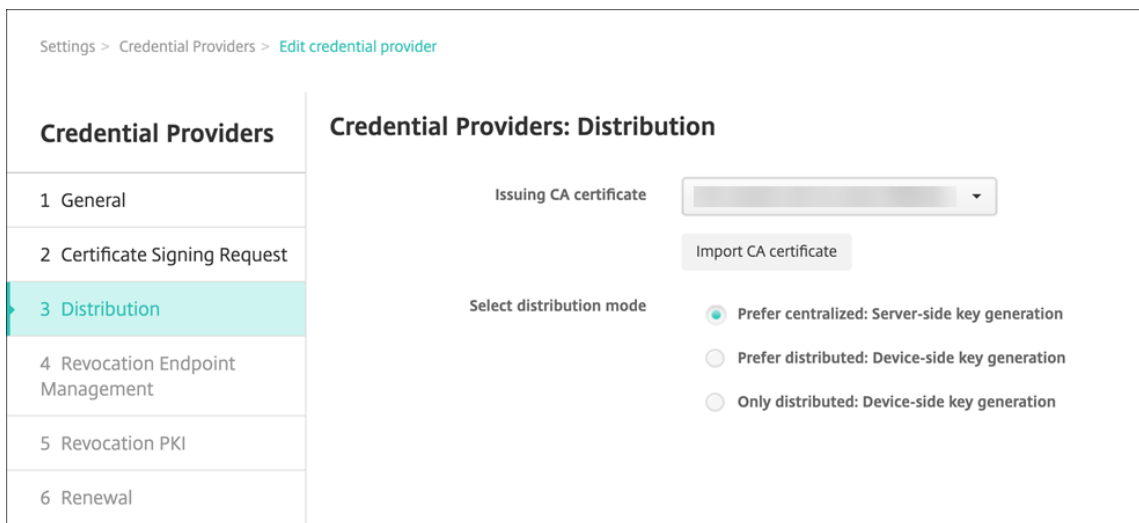 Settings > Credential Providers > Edit credential provider
Credential Providers
1 General
2 Certificate Signing Request
3 Distribution
4 Revocation Endpoint
Management
5 Revocation PKI
6 Renewal
Credential Providers: Distribution
Issuing CA certificate
Import CA certificate
Select distribution mode
Prefer centralized: Server-side key generation
Prefer distributed: Device-side key generation
Only distributed: Device-side key generation